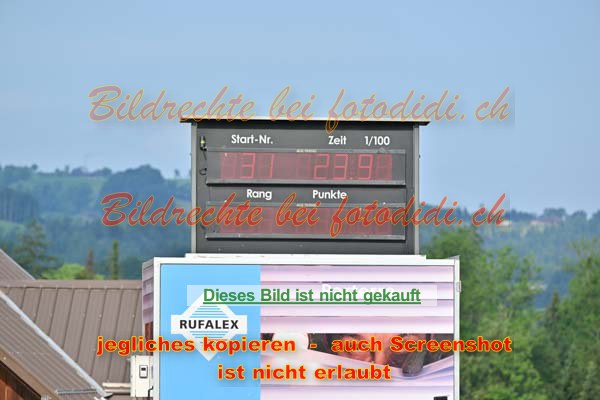 Bildrechte bei fotodidi.ch
Start-Nr. Zeit 1/100
31 23.91
Rang Punkte
Bildrechte bei fotodidi.ch
Dieses Bild ist nicht gekauft
RUFALEX
jegliches kopieren - auch Screenshot
ist nicht erlaubt